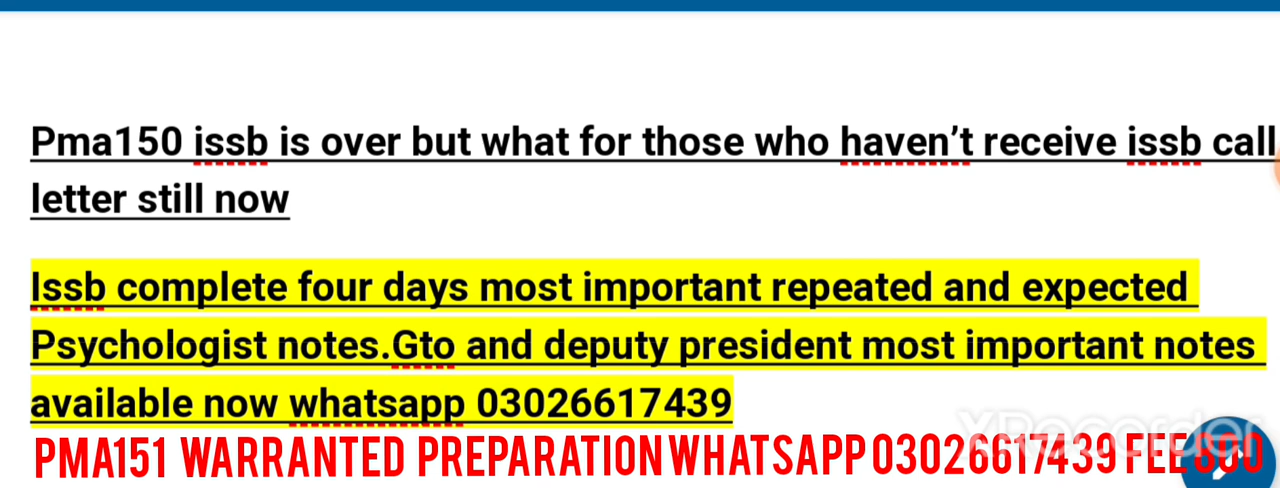 Pma150 issb is over but what for those who haven't receive issb call
letter still now
Issb complete four days most important repeated and expected
Psychologist notes.Gto and deputy president most important notes
available now whatsapp 03026617439
PMA151 WARRANTED PREPARATION WHATSAPP 03026617439 FEE 800
XRecorder